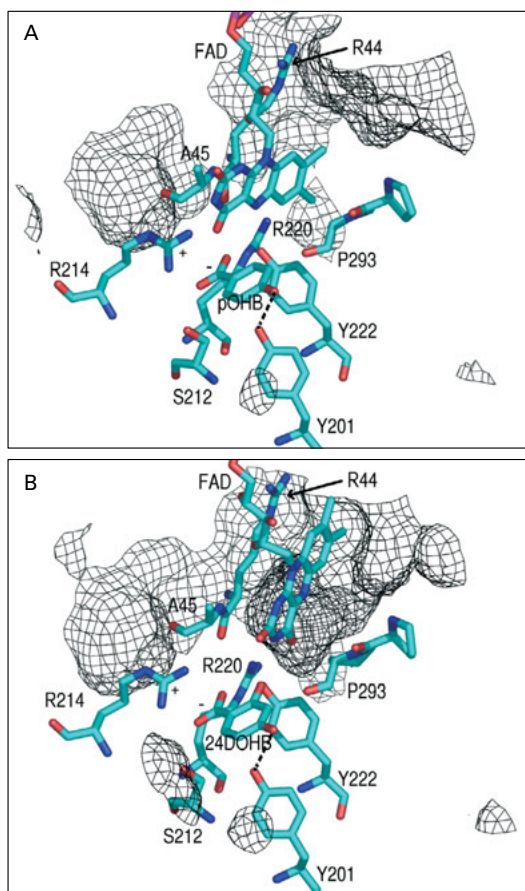 A
FAD
R44
A45
R220
R214
+
-
P293
pOHB
Y222
S212
Y201
B
FAD
R44
A45
R220
R214
+
-
P293
24DOHB
Y222
S212
Y201